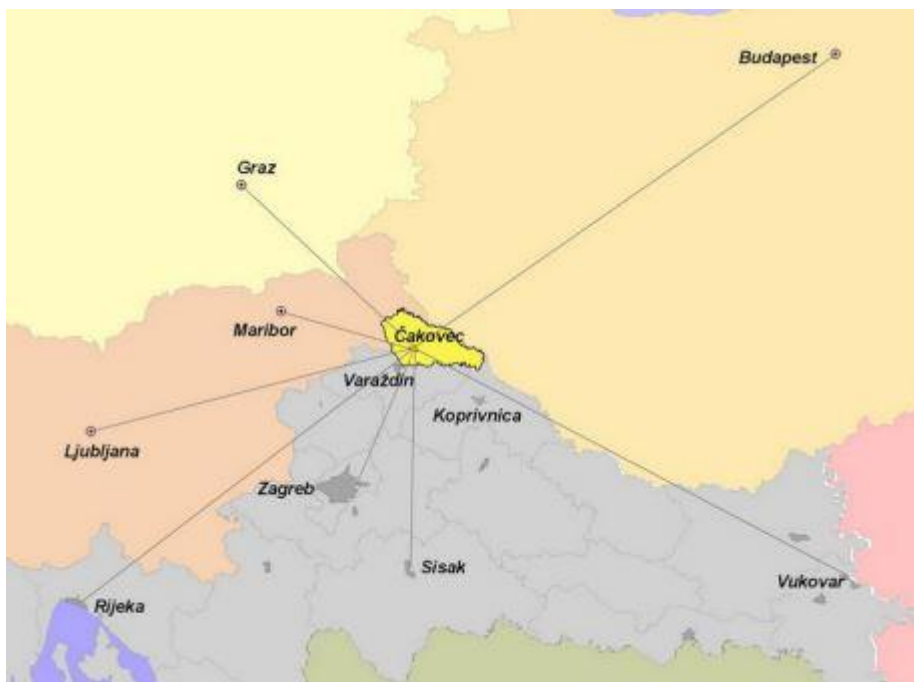 Budapest
Graz
Maribor
Čakovec
Varaždin
Koprivnica
Ljubljana
Zagreb
Sisak
Vukovar
Rijeka